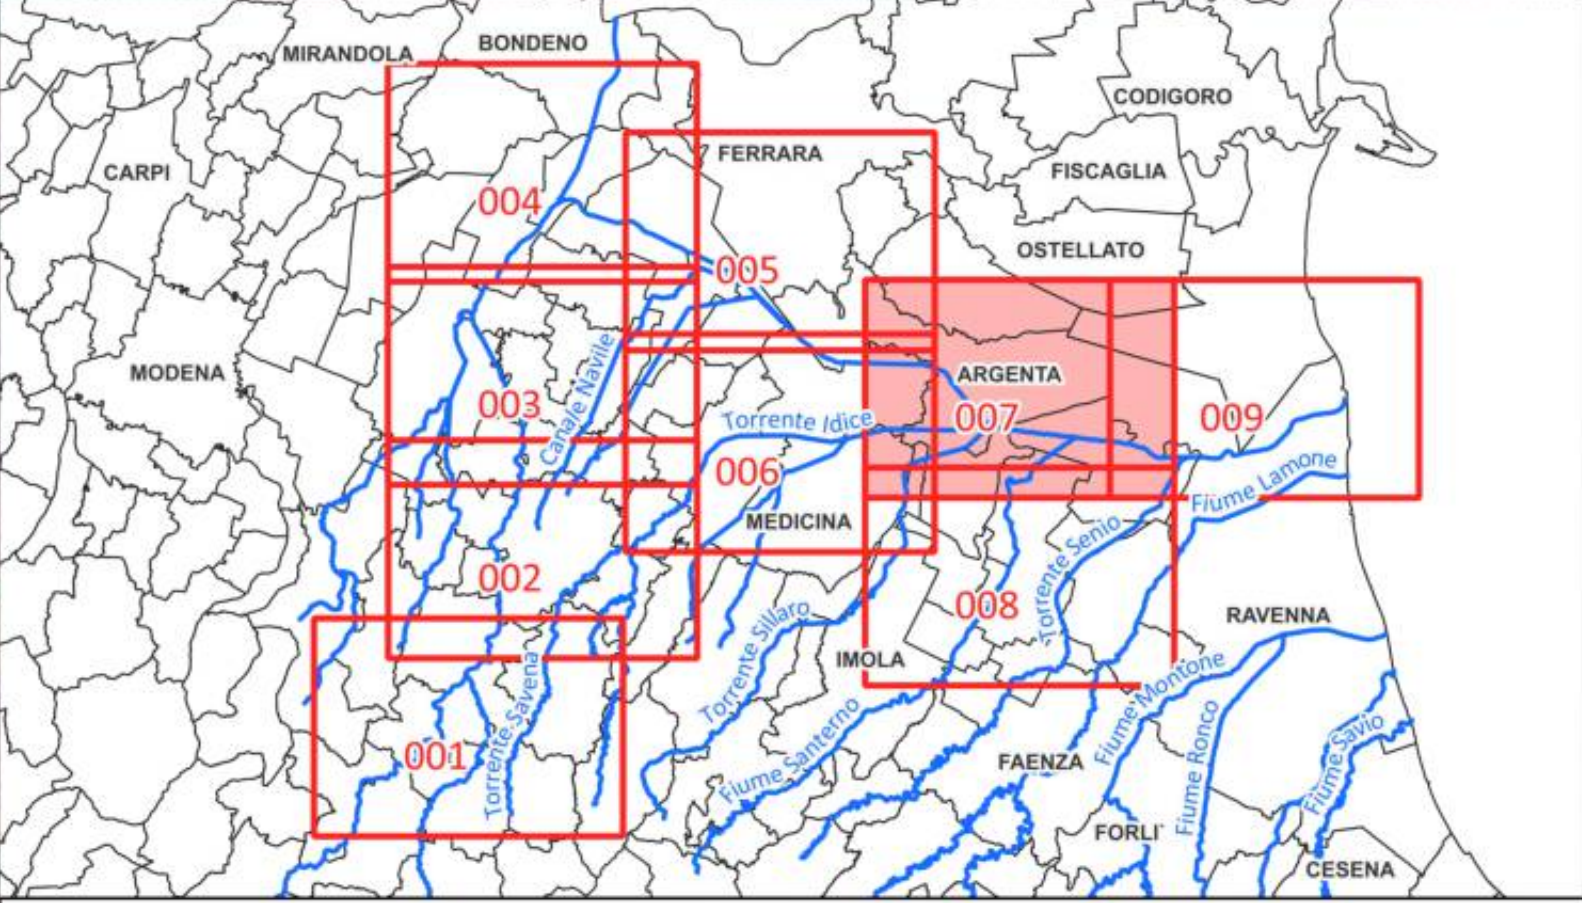 BONDENO
MIRANDOLA
CODIGORO
FERRARA
CARPI
FISCAGLIA
004
OSTELLATO
005
MODENA
ARGENTA
Canale Navile
003
007
009
Torrente Idice
006
Fiume Lamone
MEDICINA
Torrente Senio
002
008
RAVENNA
Torrente Sillaro
IMOLA
Fiume Montone
Torrente Savena
001
Fiume Santerno
FAENZA
Fiume Ronco
Fiume Savio
FORLI`
CESENA